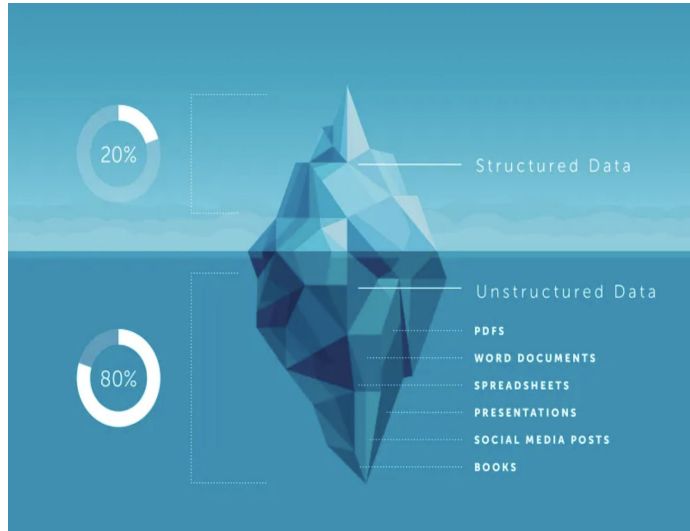 20%
Structured Data
Unstructured Data
PDFS
WORD DOCUMENTS
80%
SPREADSHEETS
PRESENTATIONS
SOCIAL MEDIA POSTS
BOOKS